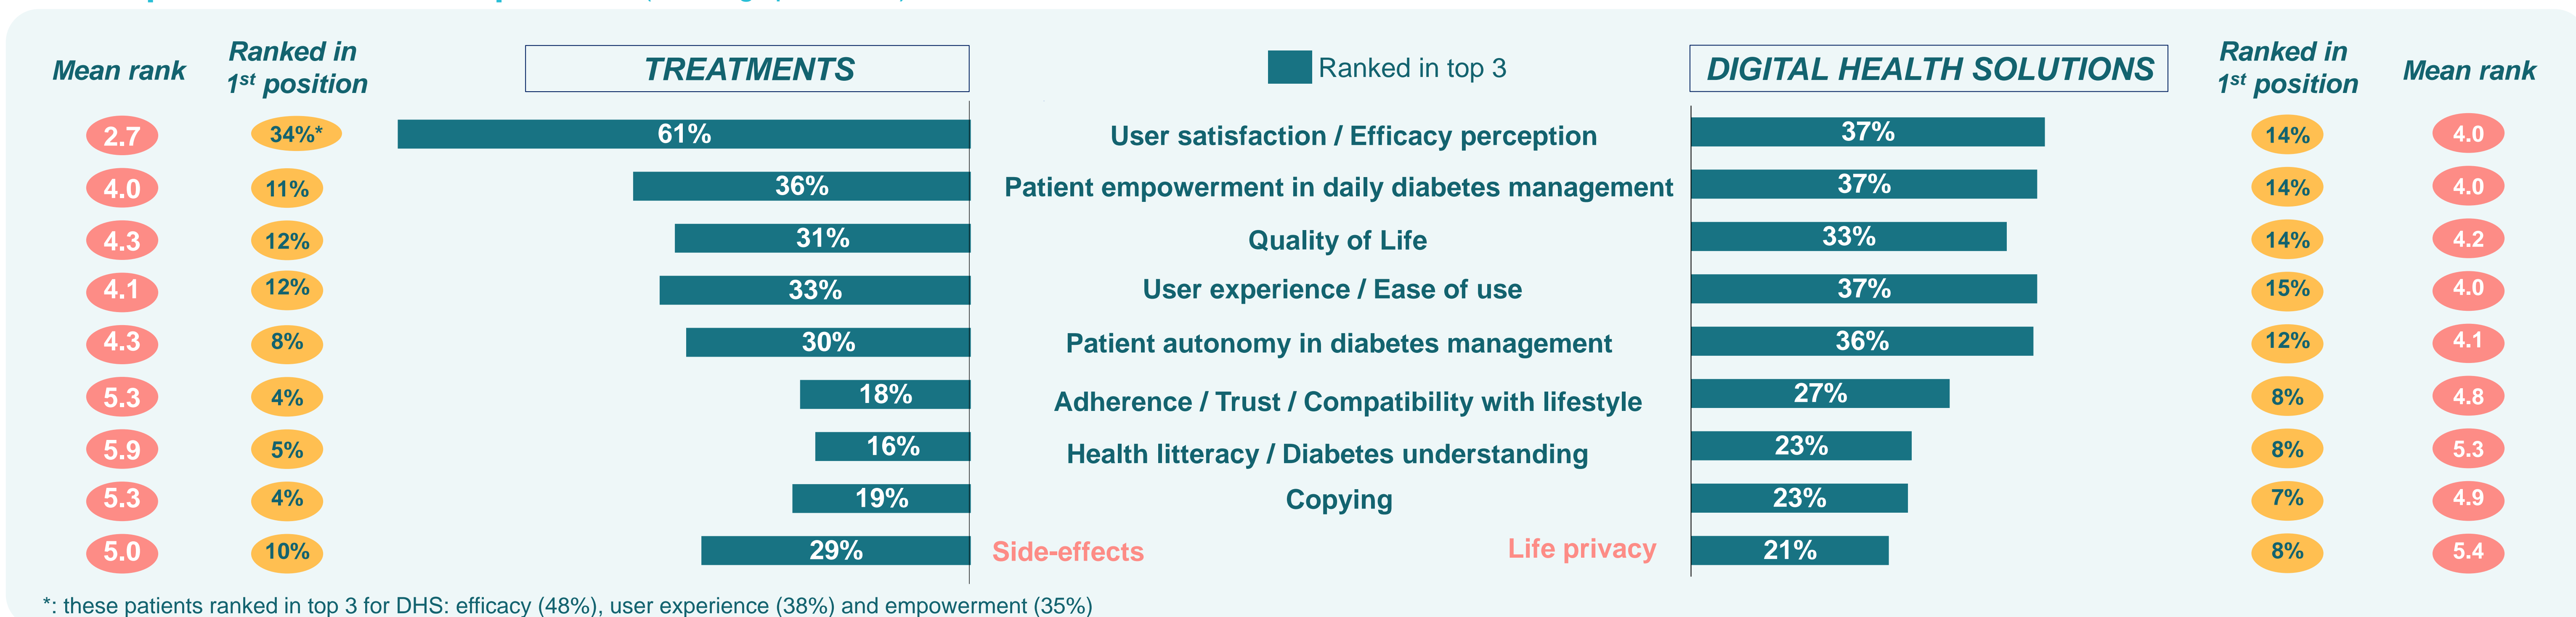 Mean rank
Ranked in
1st position
TREATMENTS
Ranked in top 3
DIGITAL HEALTH SOLUTIONS
Ranked in
1st position
Mean rank
2.7 34%* 61% User satisfaction / Efficacy perception 37% 14% 4.0
4.0 11% 36% Patient empowerment in daily diabetes management 37% 14% 4.0
4.3 12% 31% Quality of Life 33% 14% 4.2
4.1 12% 33% User experience / Ease of use 37% 15% 4.0
4.3 8% 30% Patient autonomy in diabetes management 36% 12% 4.1
5.3 4% 18% Adherence / Trust / Compatibility with lifestyle 27% 8% 4.8
5.9 5% 16% Health litteracy / Diabetes understanding 23% 8% 5.3
5.3 4% 19% Copying 23% 7% 4.9
5.0 10% 29% Side-effects Life privacy 21% 8% 5.4
*: these patients ranked in top 3 for DHS: efficacy (48%), user experience (38%) and empowerment (35%)